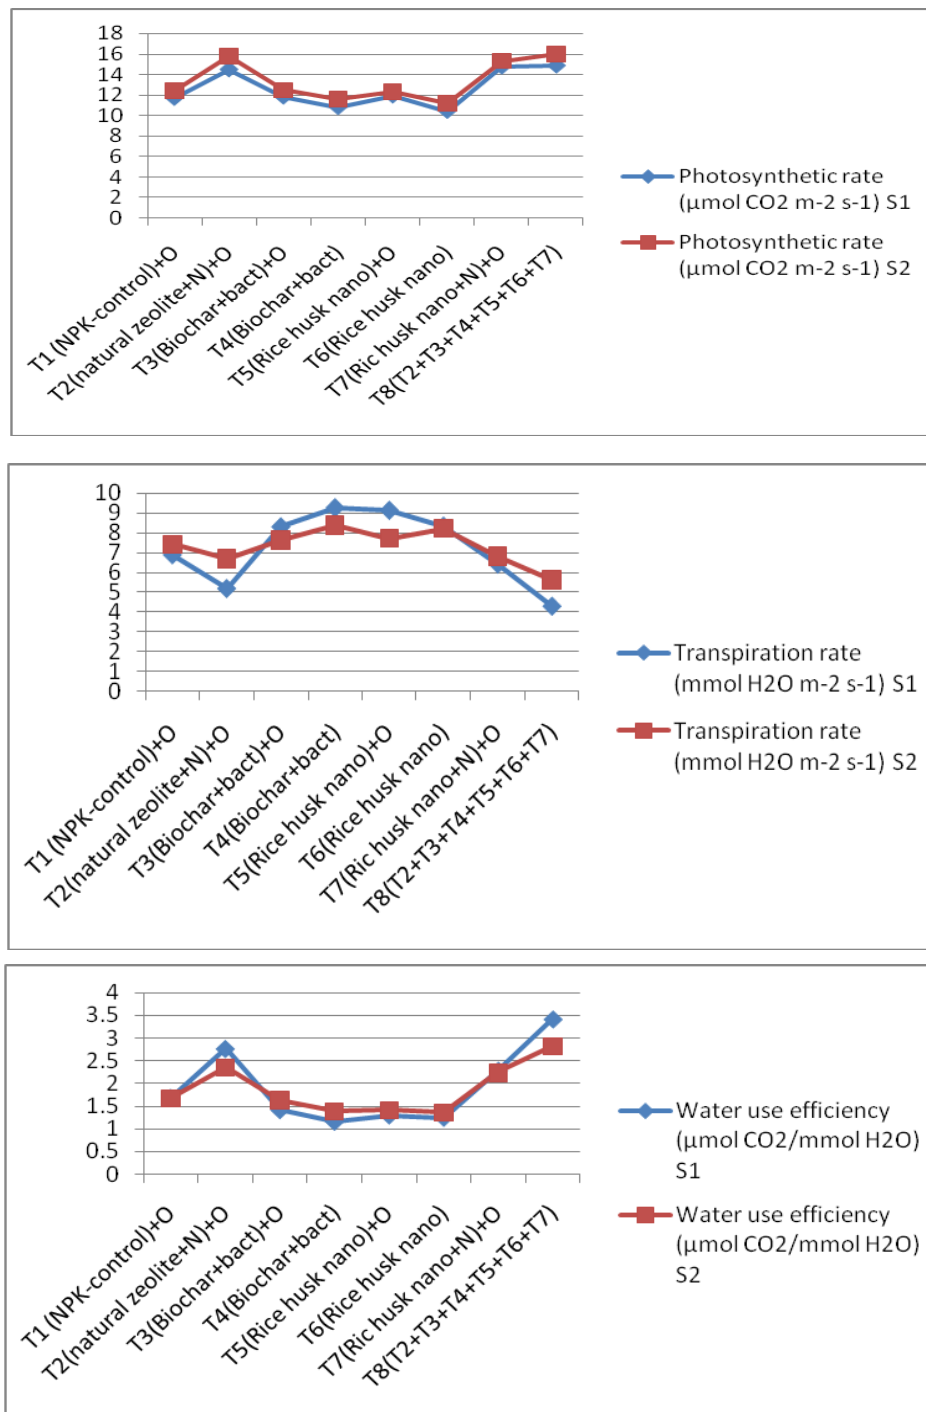 18
16
14
12
10
8
6
4
2
0
T1 (NPK-control)+O
T2(natural zeolite+N)+O
T3(Biochar+bact)+O
T4(Biochar+bact)
T5(Rice husk nano)+O
T6(Rice husk nano)
T7(Ric husk nano+N)+O
T8(T2+T3+T4+T5+T6+T7)
Photosynthetic rate
(µmol CO2 m-2 s-1) S1
Photosynthetic rate
(µmol CO2 m-2 s-1) S2
10
9
8
7
6
5
4
3
2
1
0
T1 (NPK-control)+O
T2(natural zeolite+N)+O
T3(Biochar+bact)+O
T4(Biochar+bact)
T5(Rice husk nano)+O
T6(Rice husk nano)
T7(Ric husk nano+N)+O
T8(T2+T3+T4+T5+T6+T7)
Transpiration rate
(mmol H2O m-2 s-1) S1
Transpiration rate
(mmol H2O m-2 s-1) S2
4
3.5
3
2.5
2
1.5
1
0.5
0
T1 (NPK-control)+O
T2(natural zeolite+N)+O
T3(Biochar+bact)+O
T4(Biochar+bact)
T5(Rice husk nano)+O
T6(Rice husk nano)
T7(Ric husk nano+N)+O
T8(T2+T3+T4+T5+T6+T7)
Water use efficiency
(µmol CO2/mmol H2O)
S1
Water use efficiency
(µmol CO2/mmol H2O)
S2